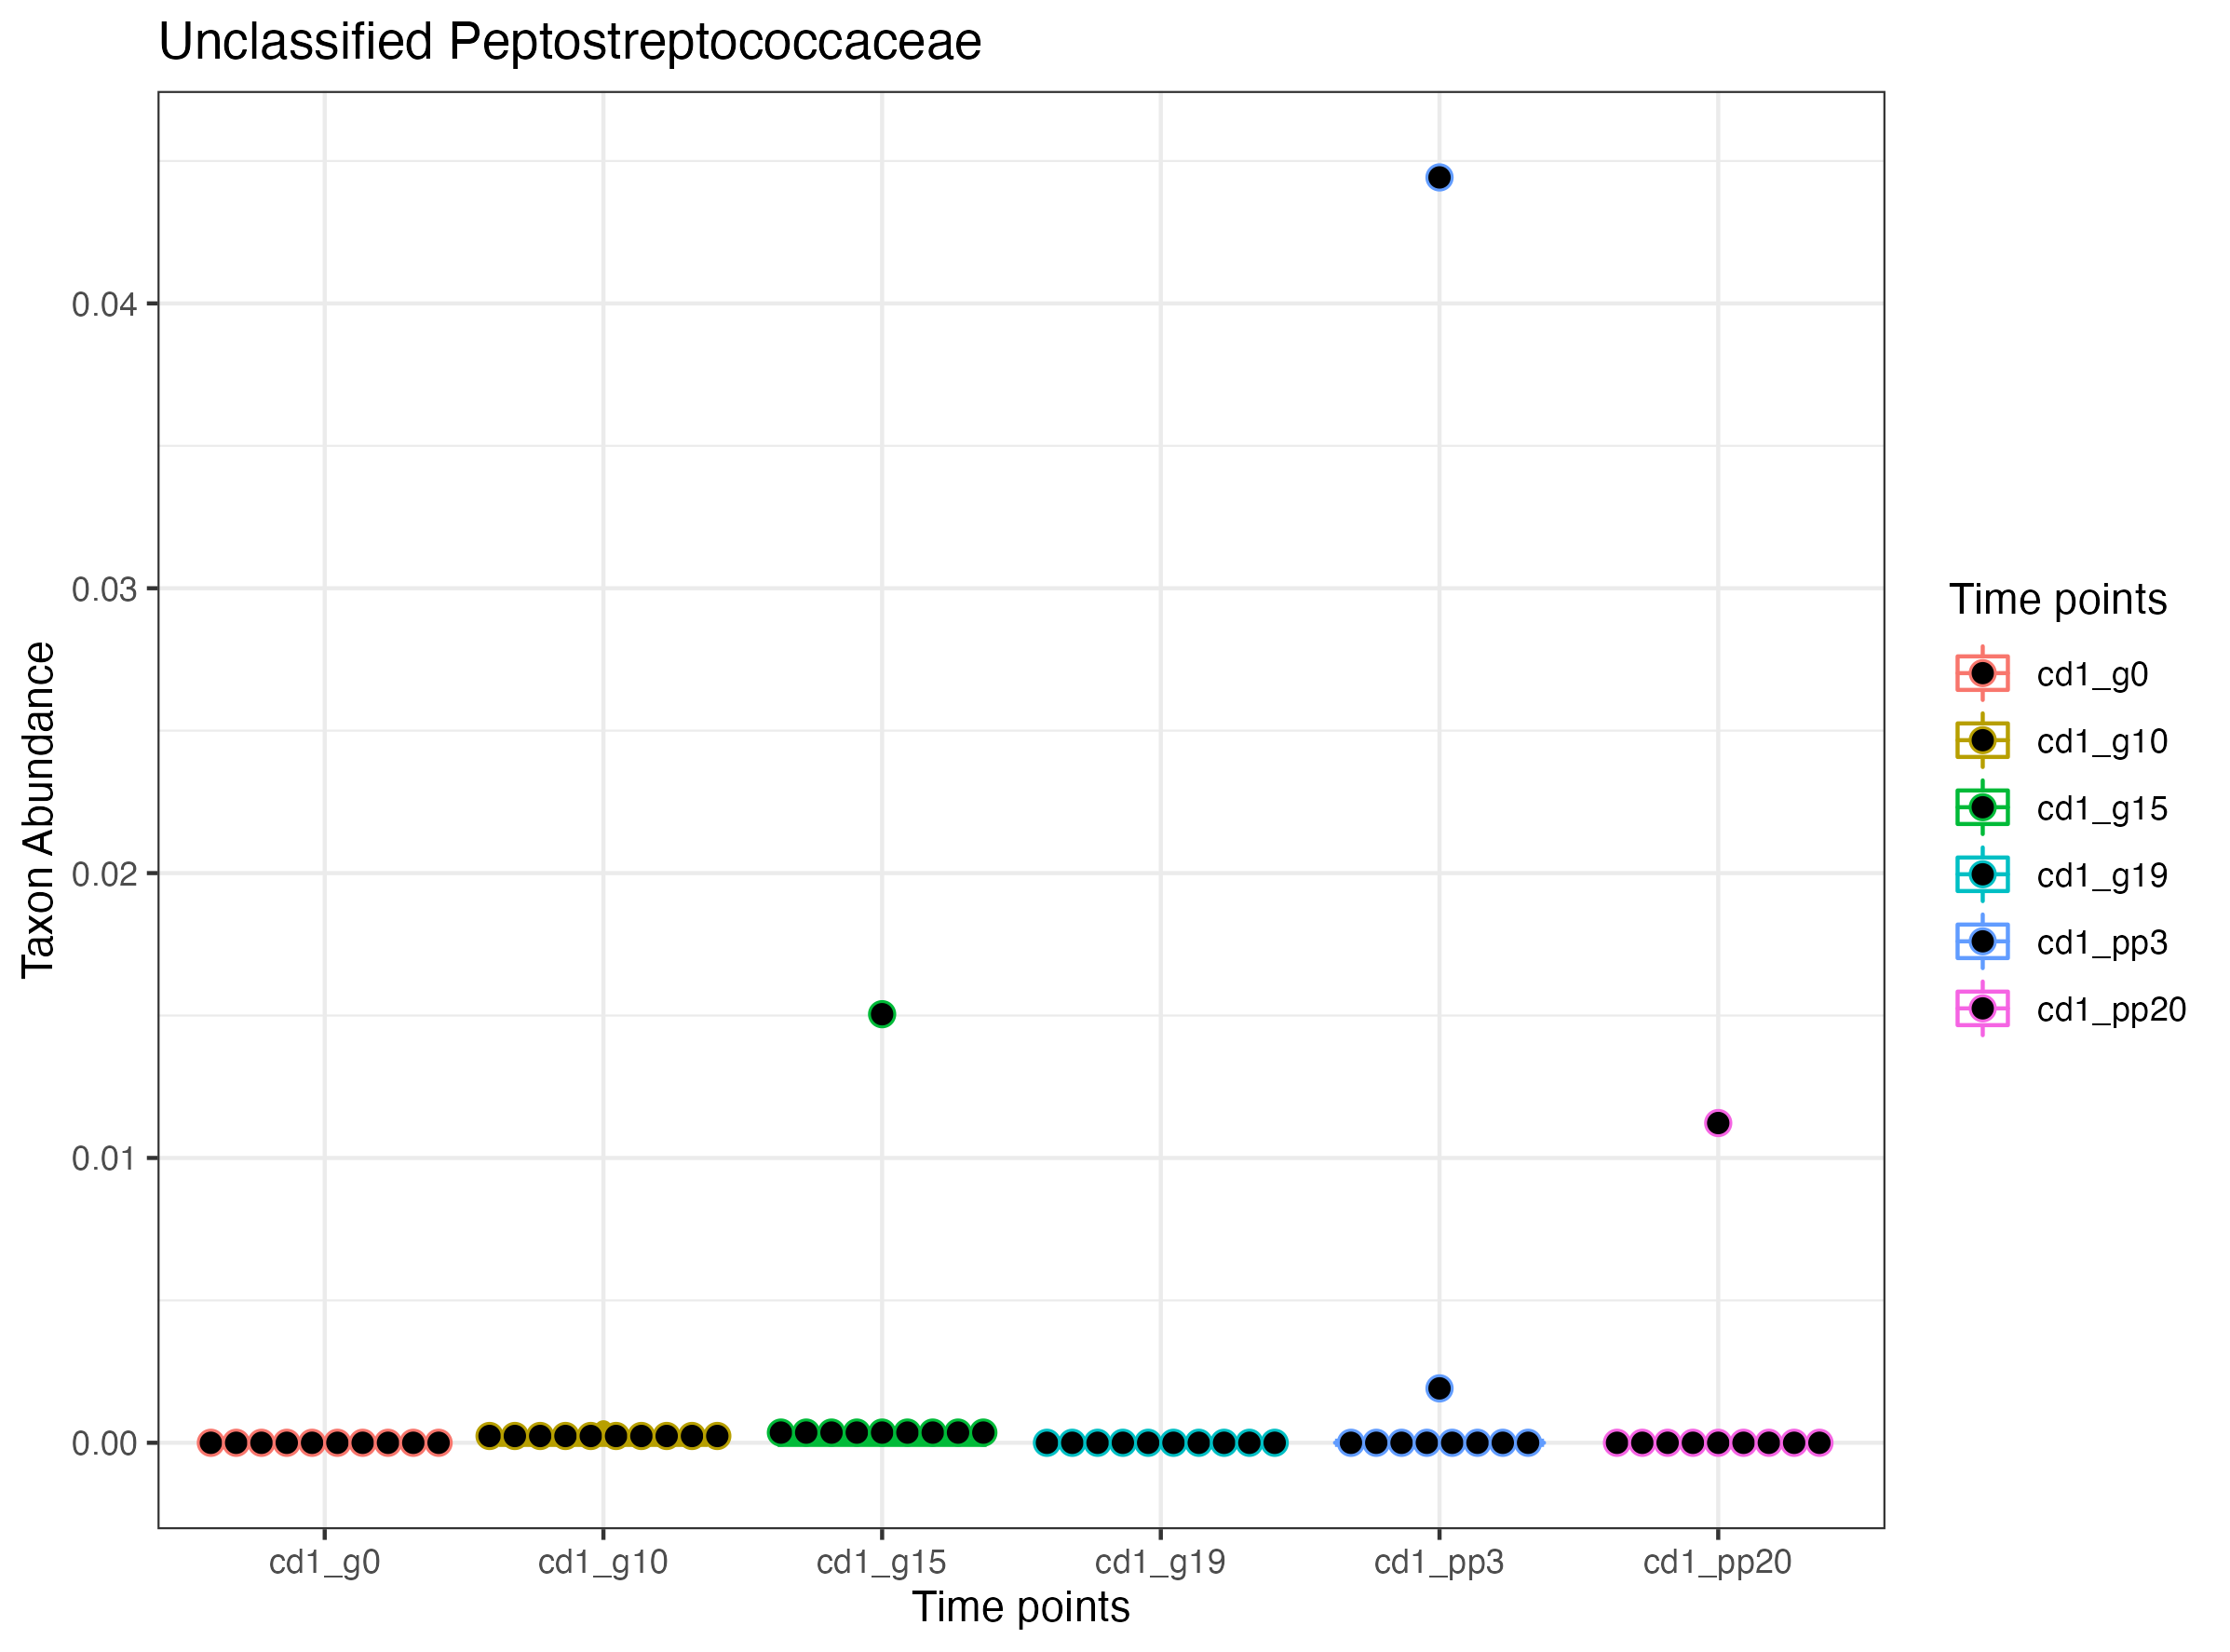 Unclassified Peptostreptococcaceae
Taxon Abundance
0.04
0.03
0.02
0.01
0.00
cd1_g0
cd1_g10
cd1_g15
cd1_g19
cd1_pp3
cd1_pp20
Time points
Time points
cd1_g0
cd1_g10
cd1_g15
cd1_g19
cd1_pp3
cd1_pp20